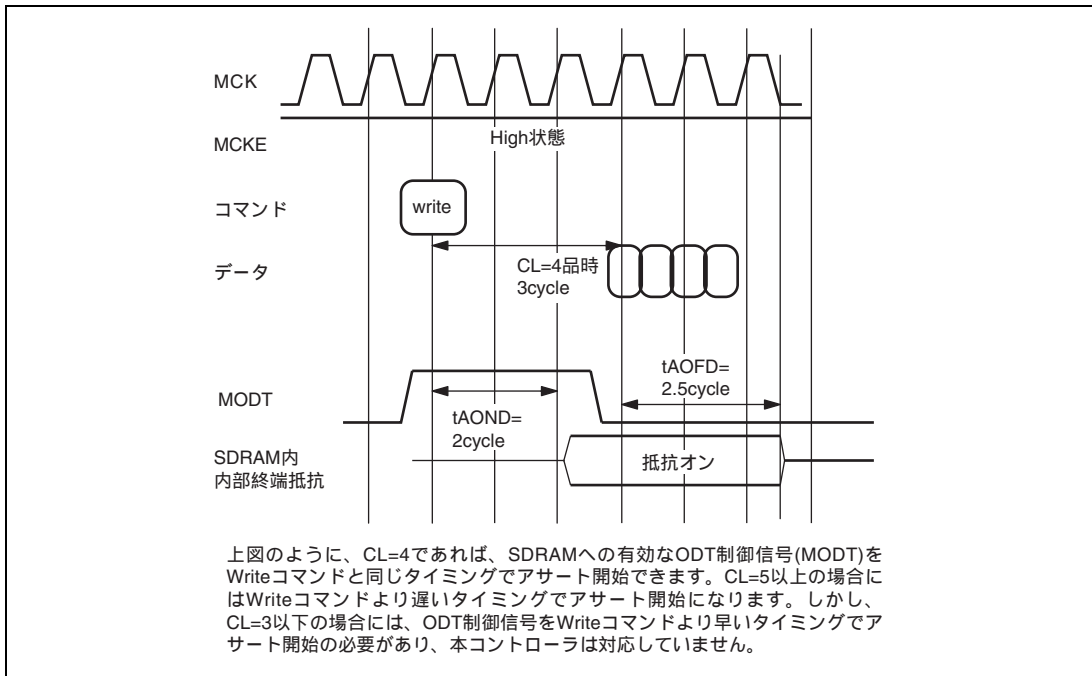 MCK
MCKE
High状態
コマンド
write
データ
CL=4品時
3cycle
tAOFD=
2.5cycle
MODT
tAOND=
2cycle
SDRAM内
内部終端抵抗
抵抗オン
上図のように、CL=4であれば、SDRAMへの有効なODT制御信号(MODT)を
Writeコマンドと同じタイミングでアサート開始できます。CL=5以上の場合に
はWriteコマンドより遅いタイミングでアサート開始になります。しかし、
CL=3以下の場合には、ODT制御信号をWriteコマンドより早いタイミングでア
サート開始の必要があり、本コントローラは対応していません。